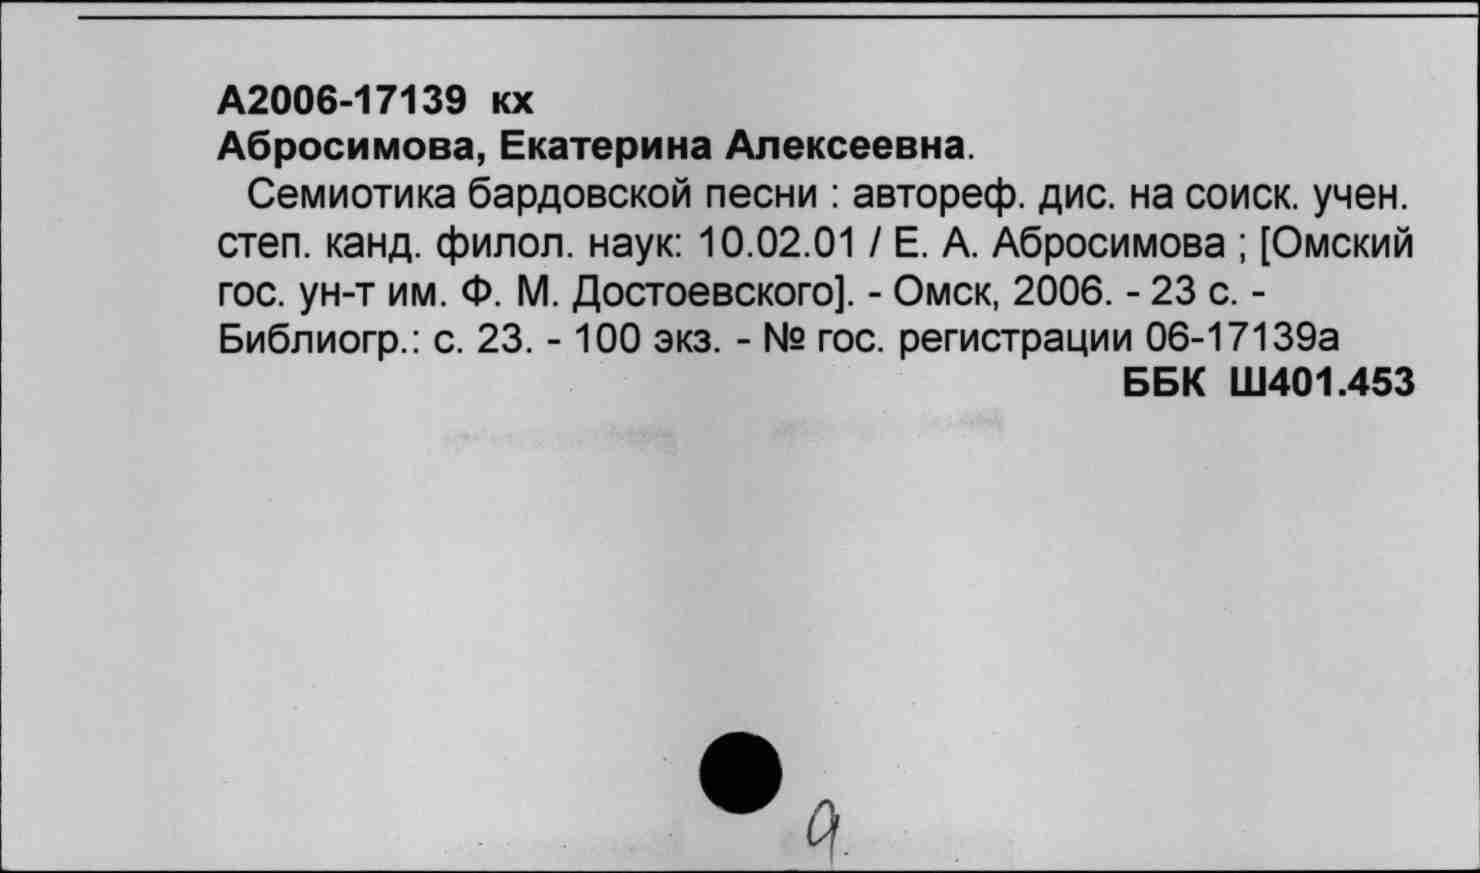 А2006-17139 кх
Абросимова, Екатерина Алексеевна.
Семиотика бардовской песни : автореф. дис. на соиск. учен.
степ. канд. филол. наук: 10.02.01 / Е. А. Абросимова ; [Омский
гос. ун-т им. Ф. М. Достоевского]. - Омск, 2006. - 23 с. -
Библиогр.: с. 23. - 100 экз. - № гос. регистрации 06-17139а
ББК Ш401.453